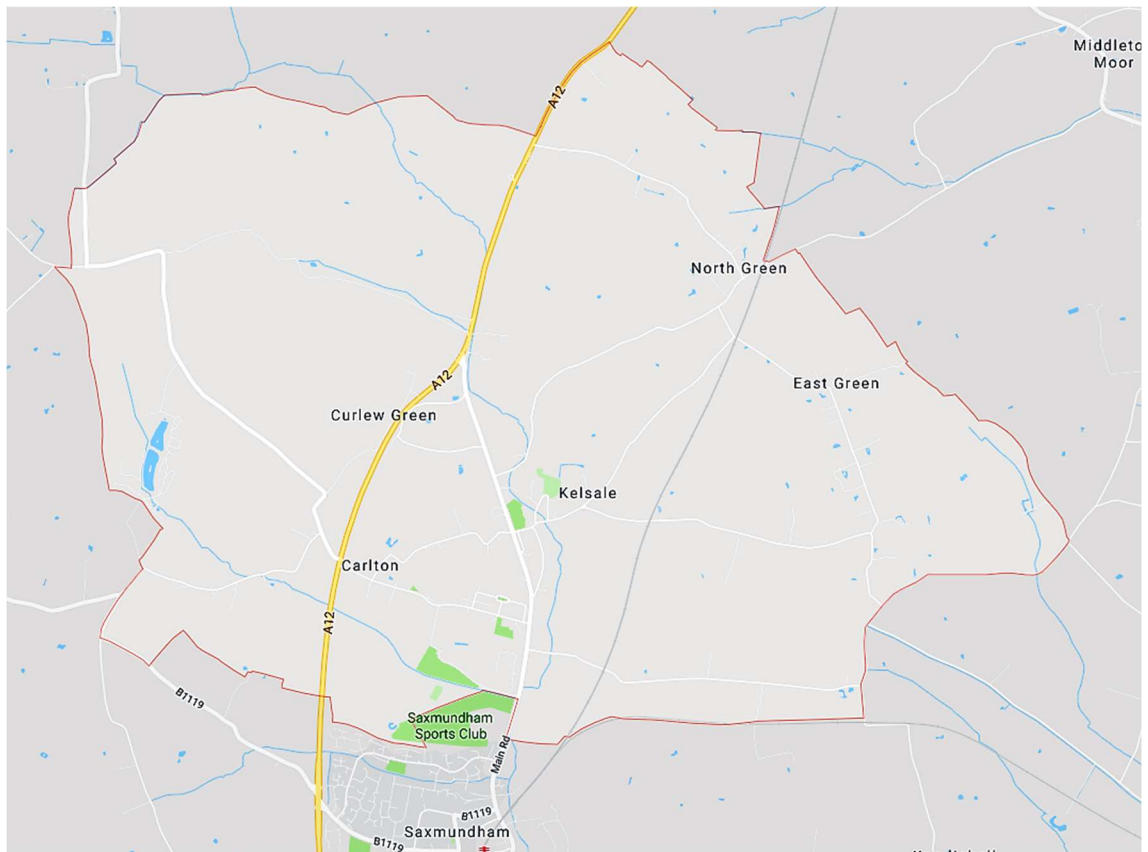 Middleto
Moor
A12
North Green
East Green
A12
Curlew Green
Kelsale
Carlton
A12
B1119
Saxmundham
Sports Club
Main Rd
B1119
Saxmundham
B1119